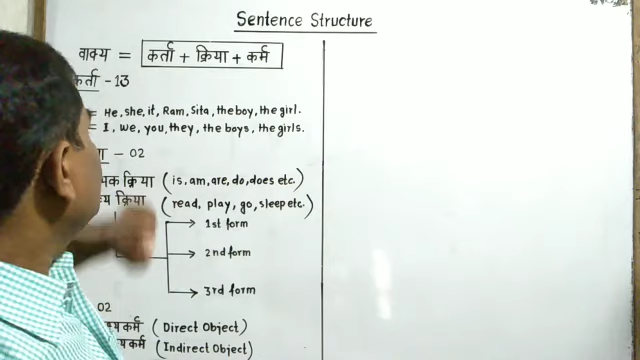 Sentence Structure
वाक्य = कर्ता + क्रिया + कर्म
कर्ता - 13
= He, she, it, Ram, Sita, the boy, the girl.
= I, we, you, they, the boys, the girls.
- 02
क्रिया (is, am, are, do, does etc.)
क्रिया (read, play, go, sleep etc.)
1st form
2nd form
3rd form
02
कर्म (Direct Object)
कर्म (Indirect Object)